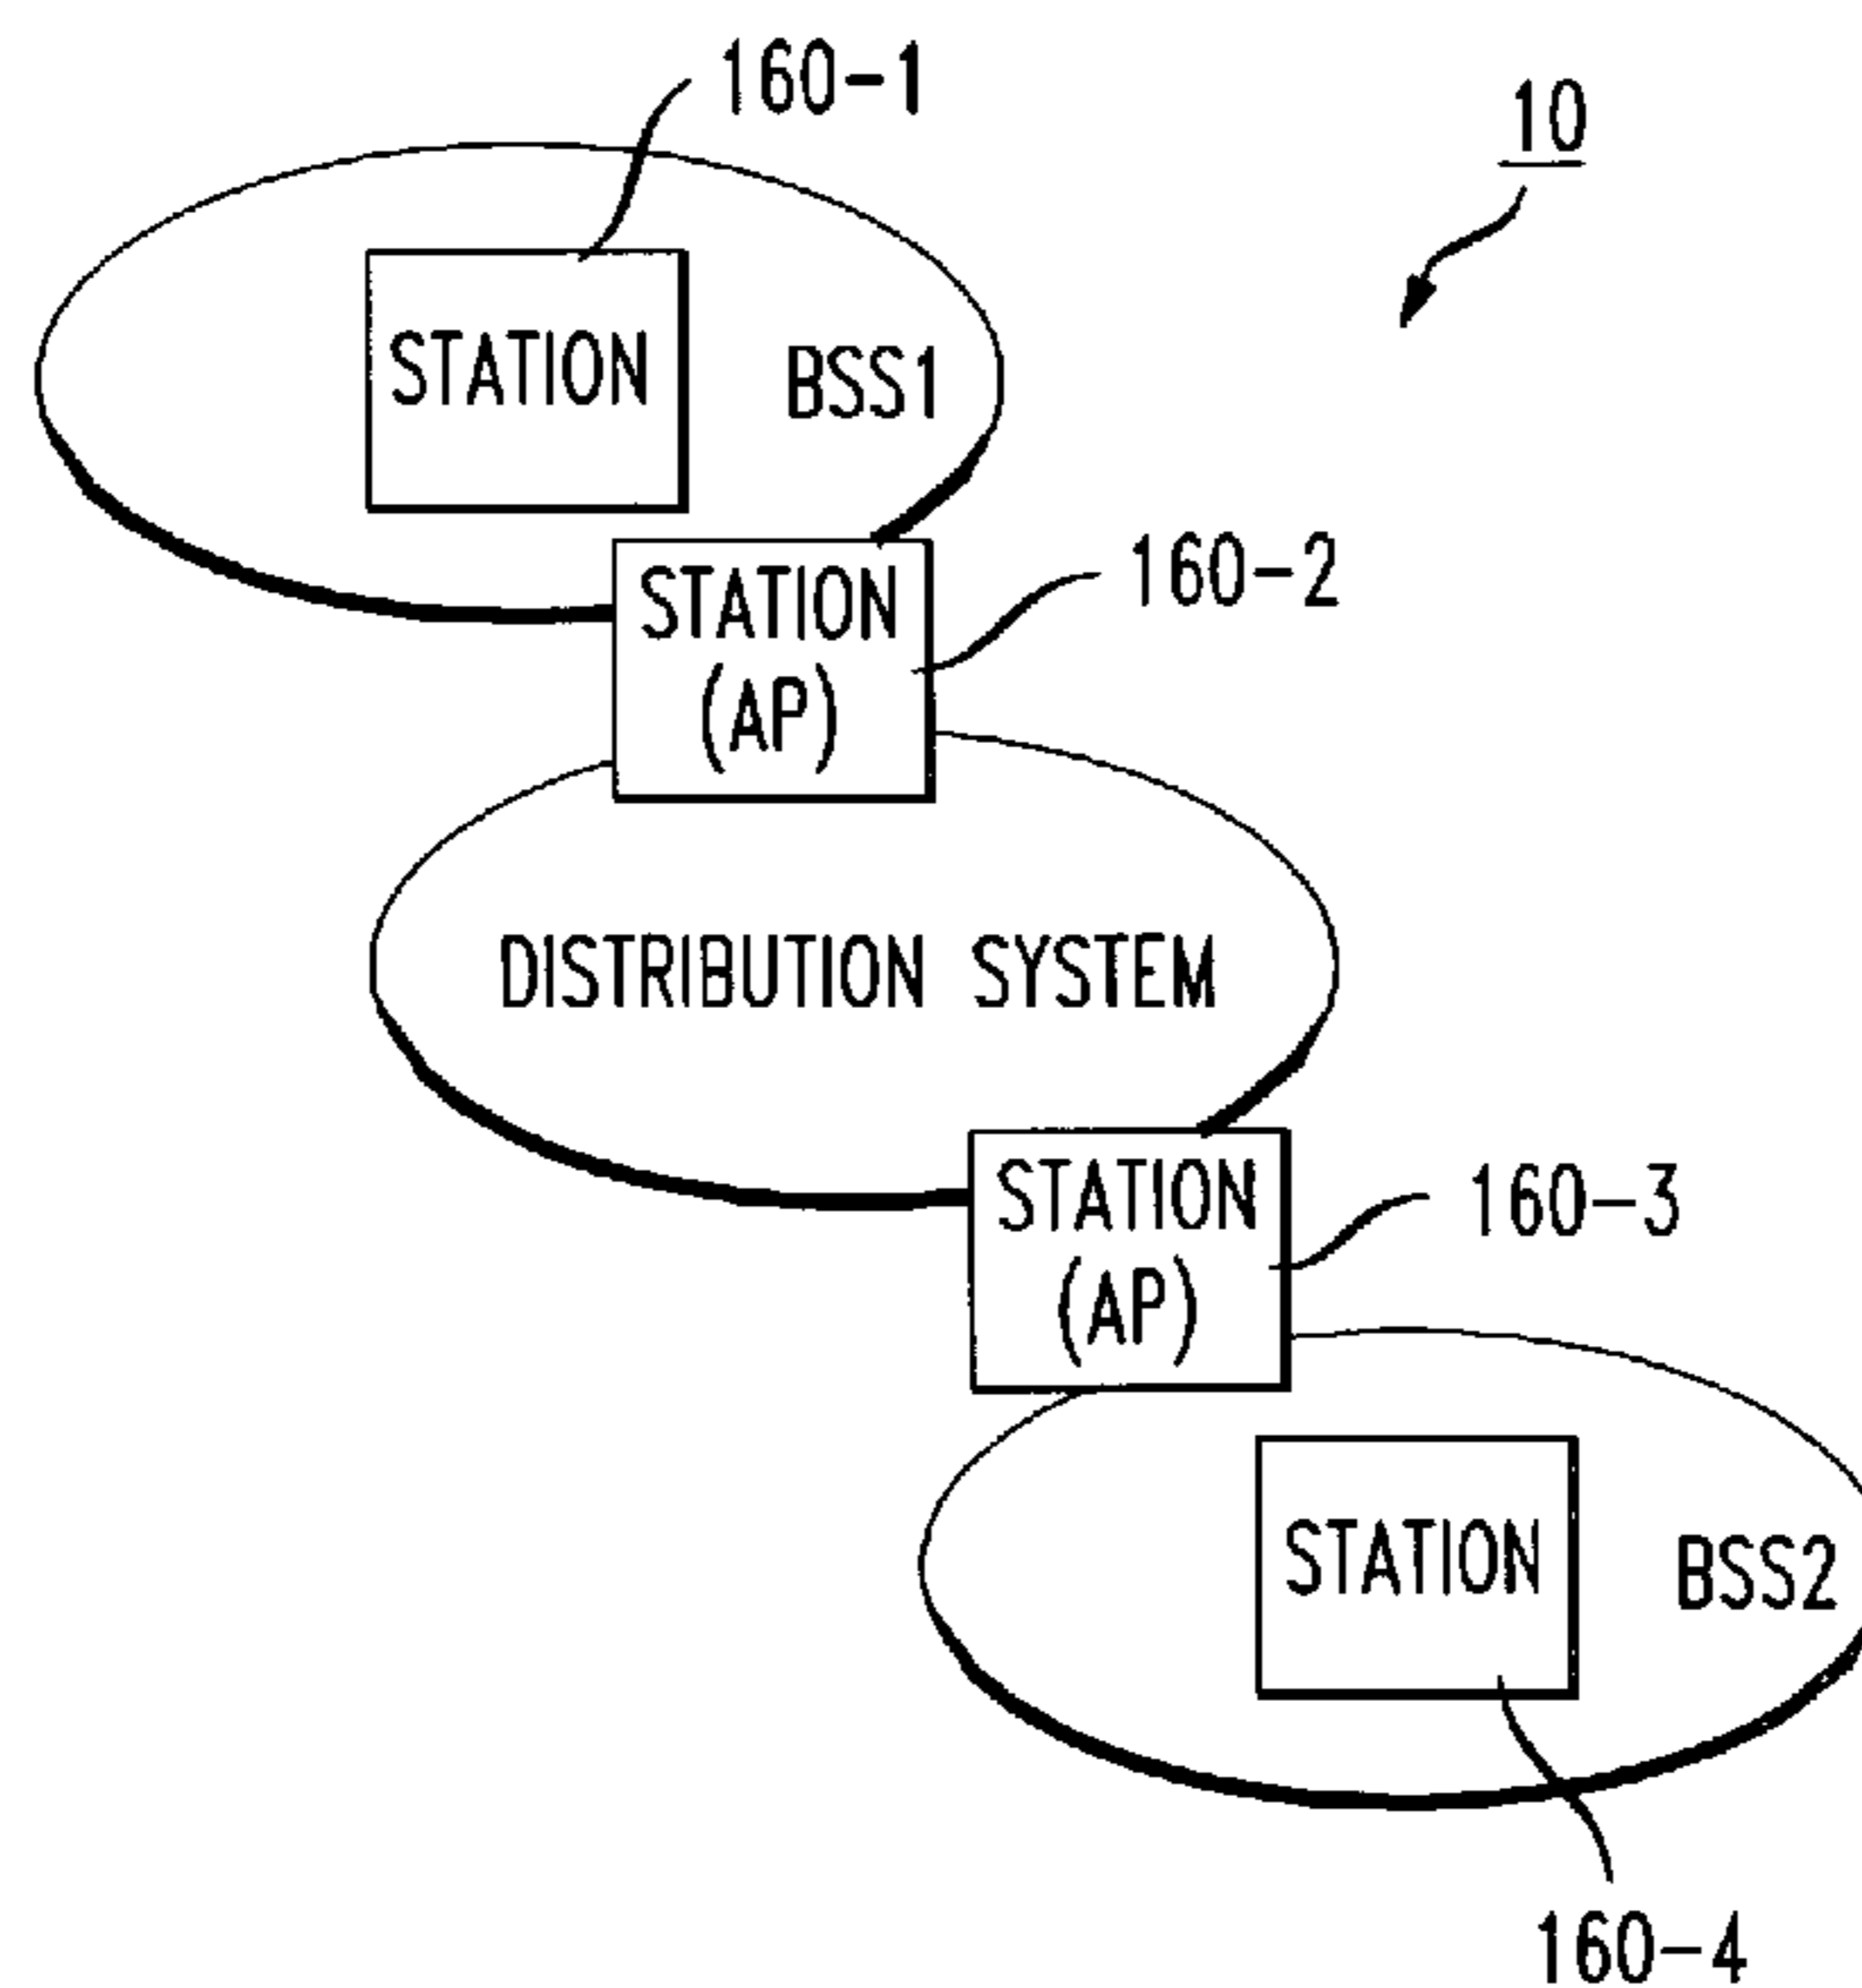 160-1
10
STATION
BSS1
160-2
STATION
(AP)
DISTRIBUTION SYSTEM
160-3
STATION
(AP)
STATION
BSS2
160-4